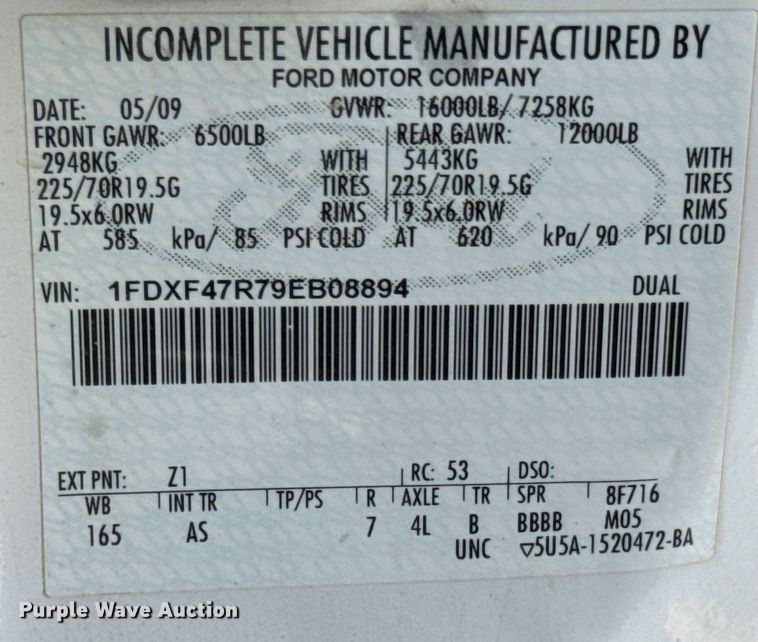 INCOMPLETE VEHICLE MANUFACTURED BY
FORD MOTOR COMPANY
DATE: 05/09 GVWR: 16000LB/ 7258KG
FRONT GAWR: 6500LB REAR GAWR: 12000LB
2948KG WITH 5443KG WITH
225/70R19.5G TIRES 225/70R19.5G TIRES
19.5x6.0RW RIMS 19.5x6.0RW RIMS
AT 585 kPa/ 85 PSI COLD AT 620 kPa/ 90 PSI COLD
VIN: 1FDXF47R79EB08894 DUAL
EXT PNT: Z1 RC: 53 DSO:
WB INT TR TP/PS R AXLE TR SPR 8F716
165 AS 7 4L B BBBB M05
UNC ▽5U5A-1520472-BA
Purple Wave Auction